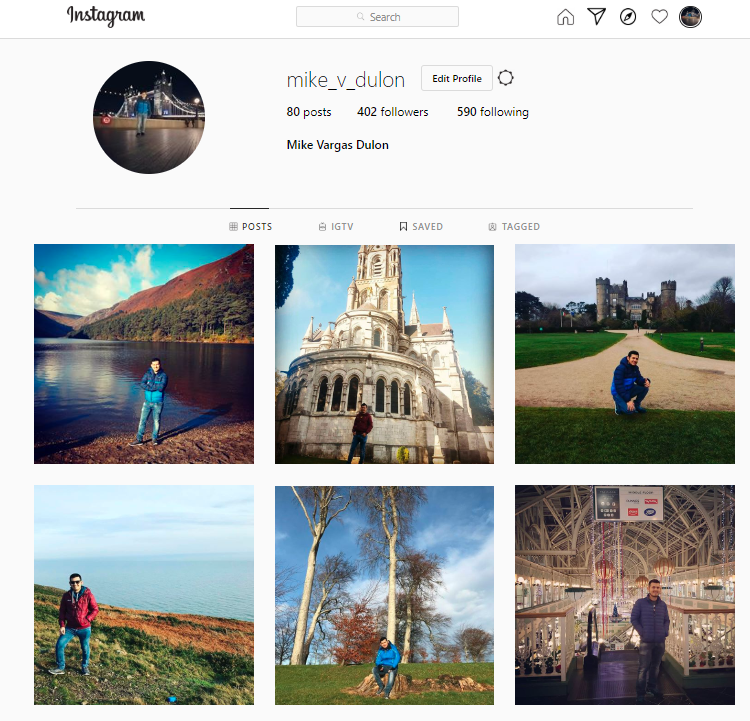 Instagram
Search
mike_v_dulon
Edit Profile
80 posts 402 followers 590 following
Mike Vargas Dulon
POSTS IGTV SAVED TAGGED